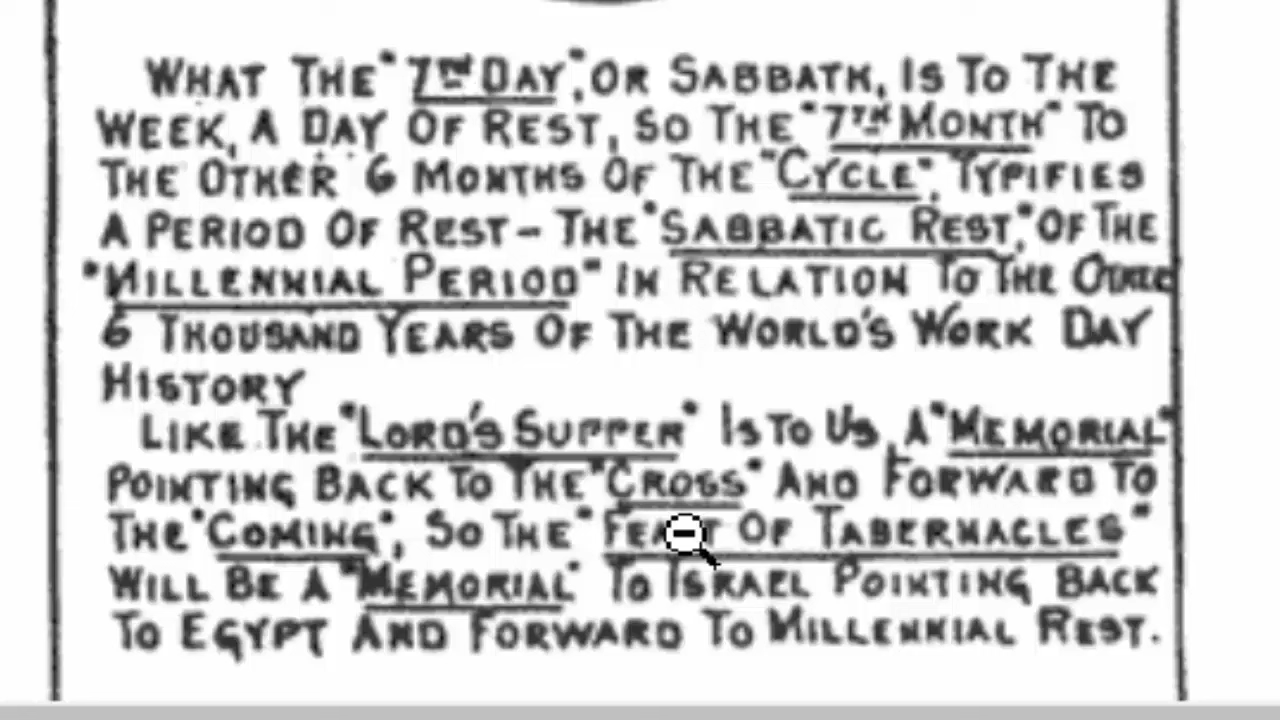 WHAT THE "7TH DAY", OR SABBATH, IS TO THE
WEEK, A DAY OF REST, SO THE "7TH MONTH" TO
THE OTHER 6 MONTHS OF THE "CYCLE", TYPIFIES
A PERIOD OF REST – THE "SABBATIC REST", OF THE
"MILLENNIAL PERIOD" IN RELATION TO THE OTHER
6 THOUSAND YEARS OF THE WORLD'S WORK DAY
HISTORY
LIKE THE "LORD'S SUPPER" IS TO US, A "MEMORIAL"
POINTING BACK TO THE "CROSS" AND FORWARD TO
THE "COMING", SO THE "FEAST OF TABERNACLES"
WILL BE A "MEMORIAL" TO ISRAEL POINTING BACK
TO EGYPT AND FORWARD TO MILLENNIAL REST.